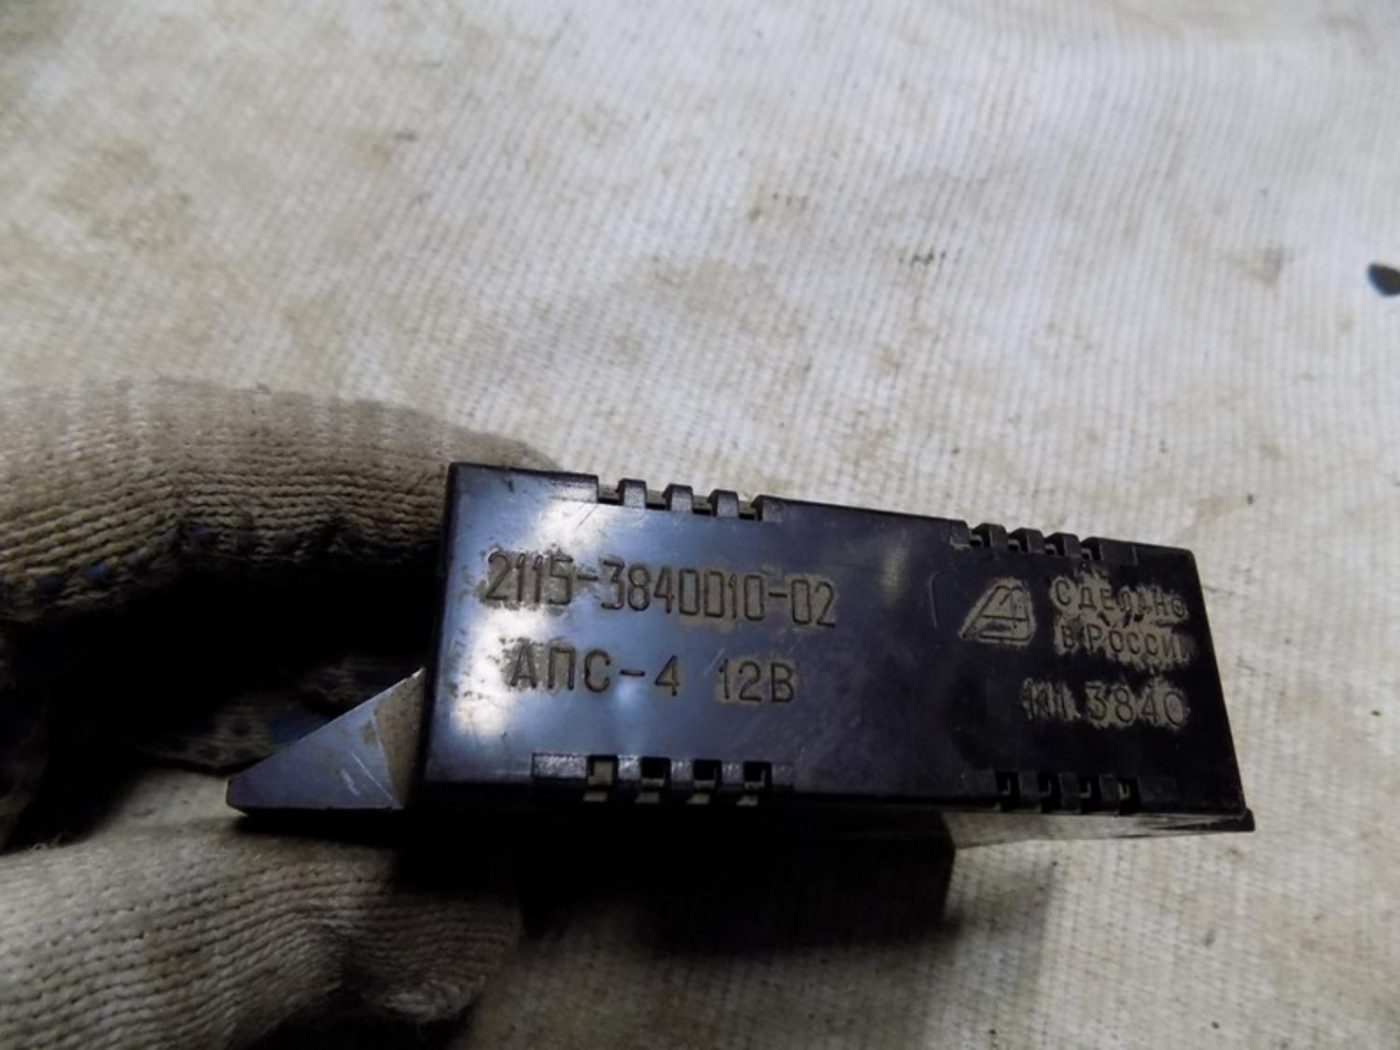 2115-3840010-02
АПС-4 12В
Сделано
в России
КП.3840